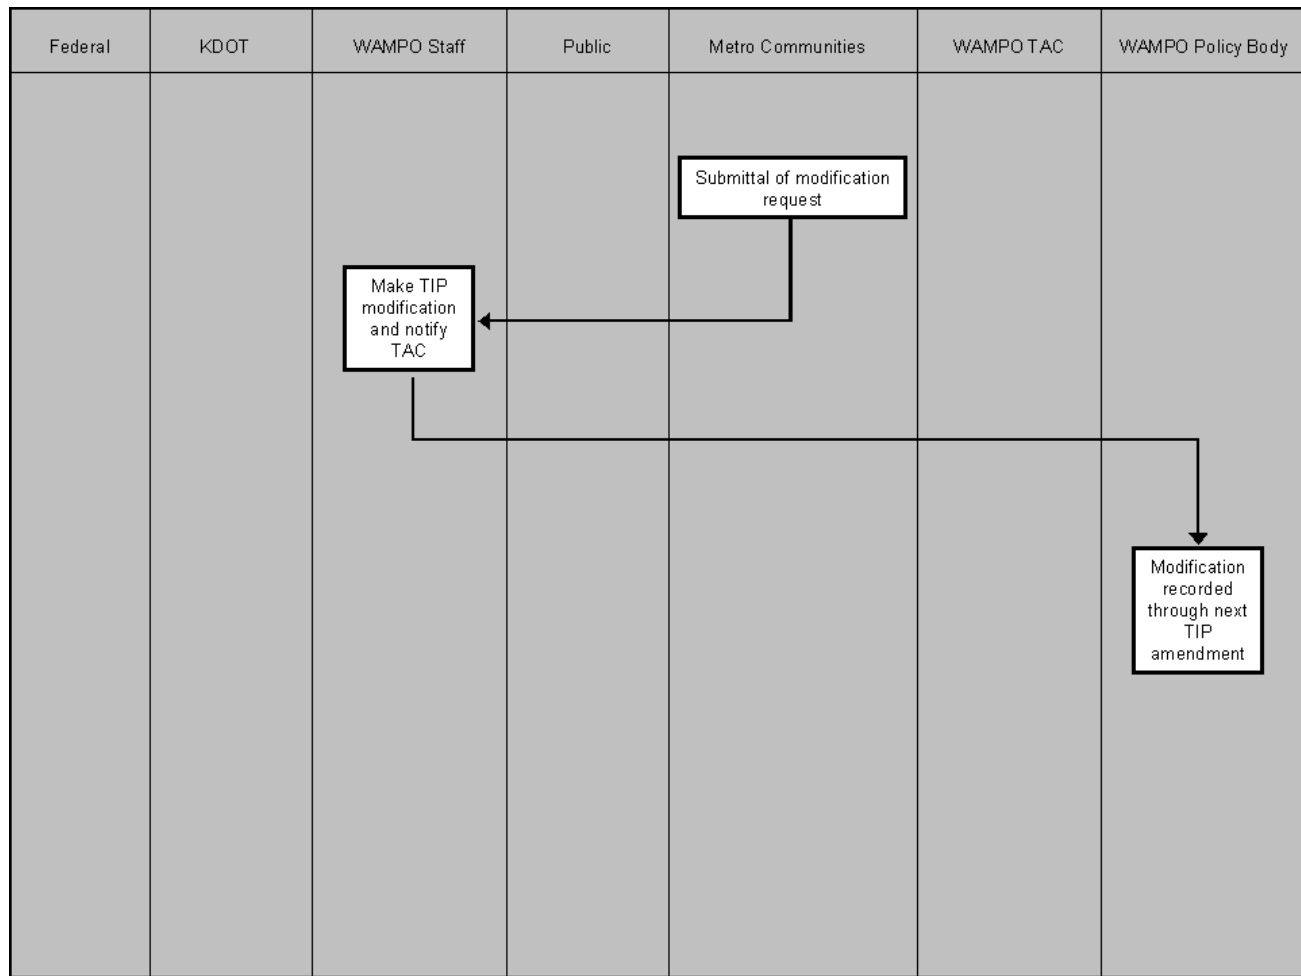 Federal
KDOT
WAMPO Staff
Public
Metro Communities
WAMPO TAC
WAMPO Policy Body
Submittal of modification
request
Make TIP
modification
and notify
TAC
Modification
recorded
through next
TIP
amendment